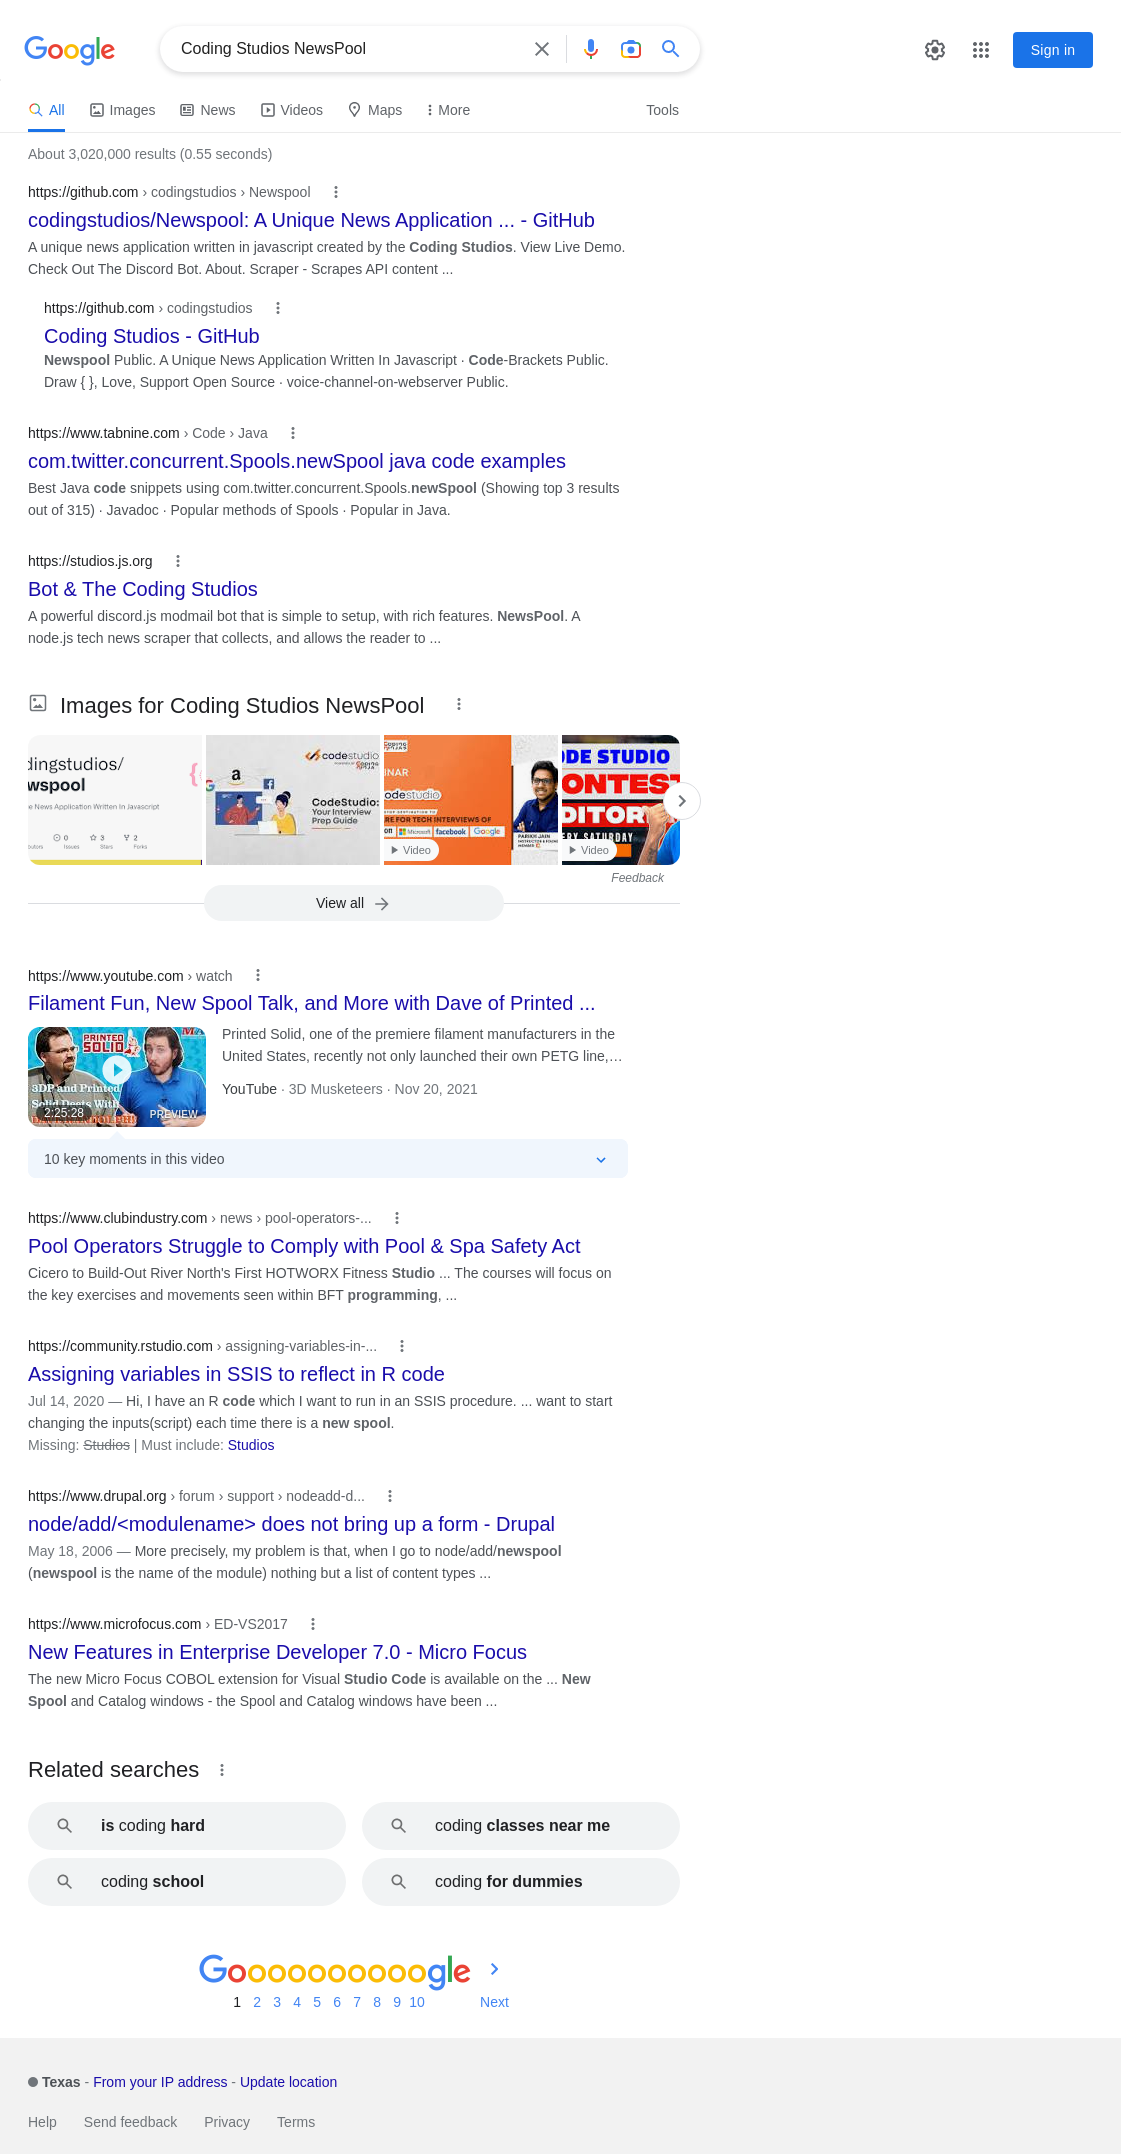 Google
Coding Studios NewsPool
Sign in
All Images News Videos Maps More Tools
About 3,020,000 results (0.55 seconds)
https://github.com › codingstudios › Newspool
codingstudios/Newspool: A Unique News Application ... - GitHub
A unique news application written in javascript created by the Coding Studios. View Live Demo.
Check Out The Discord Bot. About. Scraper - Scrapes API content ...
https://github.com › codingstudios
Coding Studios - GitHub
Newspool Public. A Unique News Application Written In Javascript · Code-Brackets Public.
Draw { }, Love, Support Open Source · voice-channel-on-webserver Public.
https://www.tabnine.com › Code › Java
com.twitter.concurrent.Spools.newSpool java code examples
Best Java code snippets using com.twitter.concurrent.Spools.newSpool (Showing top 3 results
out of 315) · Javadoc · Popular methods of Spools · Popular in Java.
https://studios.js.org
Bot & The Coding Studios
A powerful discord.js modmail bot that is simple to setup, with rich features. NewsPool. A
node.js tech news scraper that collects, and allows the reader to ...
Images for Coding Studios NewsPool
dingstudios/
wspool
e News Application Written In Javascript
0 3 2
Issues Stars Forks
codestudio
CodeStudio:
Your Interview
Prep Guide
INAR
destudio
RE FOR TECH INTERVIEWS OF
on Microsoft facebook Google
PARIKH JAIN
Video
ODE STUDIO
ONTEST
DITORY
RY SATURDAY
Video
Feedback
View all
https://www.youtube.com › watch
Filament Fun, New Spool Talk, and More with Dave of Printed ...
PRINTED
SOLID
3DP and Printed
Solid Deets With
2:25:28
PREVIEW
Printed Solid, one of the premiere filament manufacturers in the
United States, recently not only launched their own PETG line,…
YouTube · 3D Musketeers · Nov 20, 2021
10 key moments in this video
https://www.clubindustry.com › news › pool-operators-...
Pool Operators Struggle to Comply with Pool & Spa Safety Act
Cicero to Build-Out River North's First HOTWORX Fitness Studio ... The courses will focus on
the key exercises and movements seen within BFT programming, ...
https://community.rstudio.com › assigning-variables-in-...
Assigning variables in SSIS to reflect in R code
Jul 14, 2020 — Hi, I have an R code which I want to run in an SSIS procedure. ... want to start
changing the inputs(script) each time there is a new spool.
Missing: Studios | Must include: Studios
https://www.drupal.org › forum › support › nodeadd-d...
node/add/<modulename> does not bring up a form - Drupal
May 18, 2006 — More precisely, my problem is that, when I go to node/add/newspool
(newspool is the name of the module) nothing but a list of content types ...
https://www.microfocus.com › ED-VS2017
New Features in Enterprise Developer 7.0 - Micro Focus
The new Micro Focus COBOL extension for Visual Studio Code is available on the ... New
Spool and Catalog windows - the Spool and Catalog windows have been ...
Related searches
is coding hard
coding classes near me
coding school
coding for dummies
Goooooooooogle
1 2 3 4 5 6 7 8 9 10 Next
Texas - From your IP address - Update location
Help Send feedback Privacy Terms